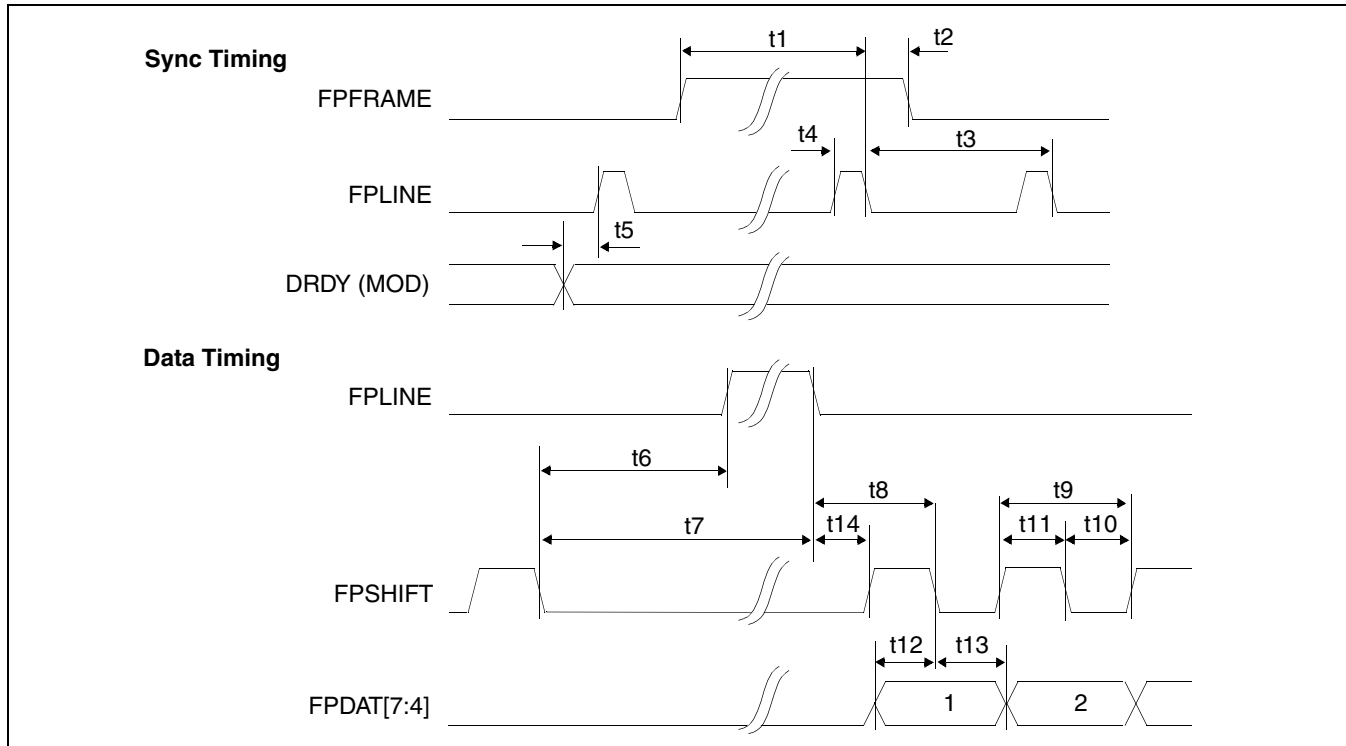 t1
t2
Sync Timing
FPFRAME
t4
t3
FPLINE
t5
DRDY (MOD)
Data Timing
FPLINE
t6
t8
t9
t7
t14
t11
t10
FPSHIFT
t12
t13
FPDAT[7:4]
1
2